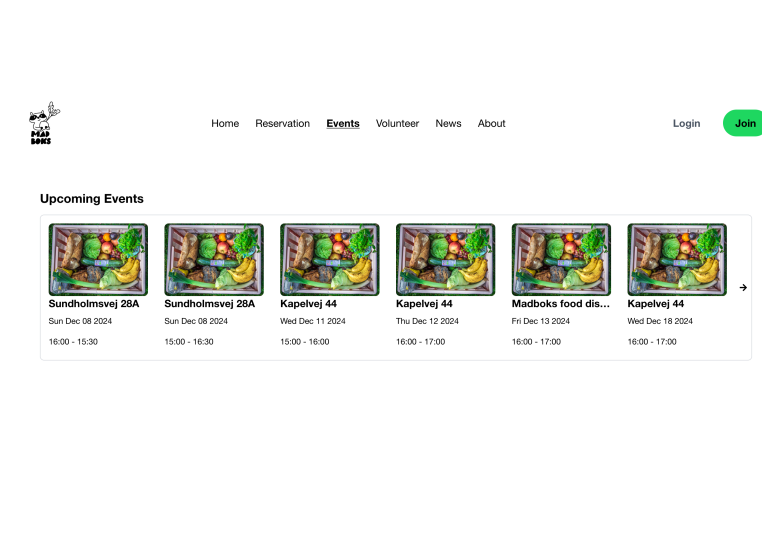 MAD
BOKS
Home Reservation Events Volunteer News About Login Join
Upcoming Events
Sundholmsvej 28A
Sun Dec 08 2024
16:00 - 15:30
Sundholmsvej 28A
Sun Dec 08 2024
15:00 - 16:30
Kapelvej 44
Wed Dec 11 2024
15:00 - 16:00
Kapelvej 44
Thu Dec 12 2024
16:00 - 17:00
Madboks food dis...
Fri Dec 13 2024
16:00 - 17:00
Kapelvej 44
Wed Dec 18 2024
16:00 - 17:00